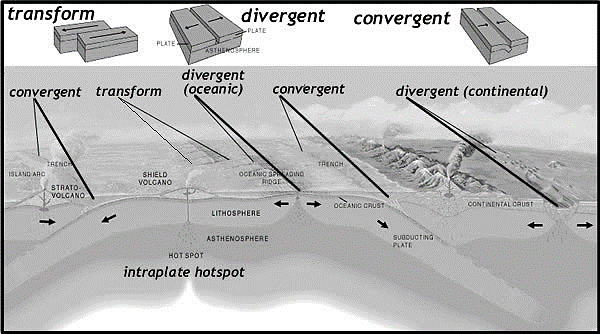 transform
divergent
convergent
PLATE
PLATE
ASTHENOSPHERE
convergent
transform
divergent
(oceanic)
convergent
divergent (continental)
TRENCH
ISLAND ARC
STRATO-
VOLCANO
SHIELD
VOLCANO
OCEANIC SPREADING
RIDGE
TRENCH
LITHOSPHERE
OCEANIC CRUST
CONTINENTAL CRUST
ASTHENOSPHERE
SUBDUCTING
PLATE
HOT SPOT
intraplate hotspot